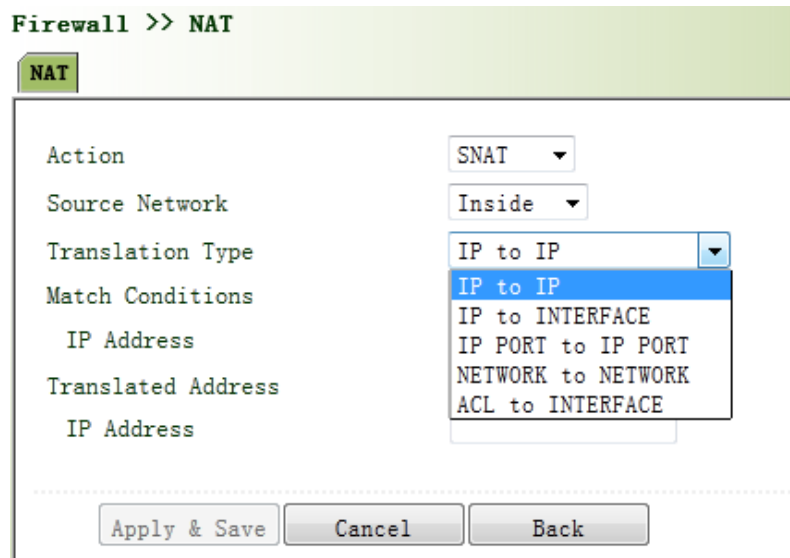 Firewall >> NAT
NAT
Action SNAT
Source Network Inside
Translation Type IP to IP
IP to IP
Match Conditions
IP to INTERFACE
IP Address IP PORT to IP PORT
NETWORK to NETWORK
Translated Address
ACL to INTERFACE
IP Address
Apply & Save Cancel Back